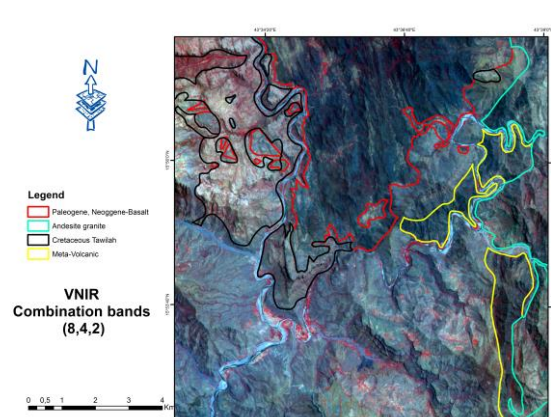 N
Legend
Paleogene, Neoggene-Basalt
Andesite granite
Cretaceous Tawilah
Meta-Volcanic
VNIR
Combination bands
(8,4,2)
0 0,5 1 2 3 4
Km